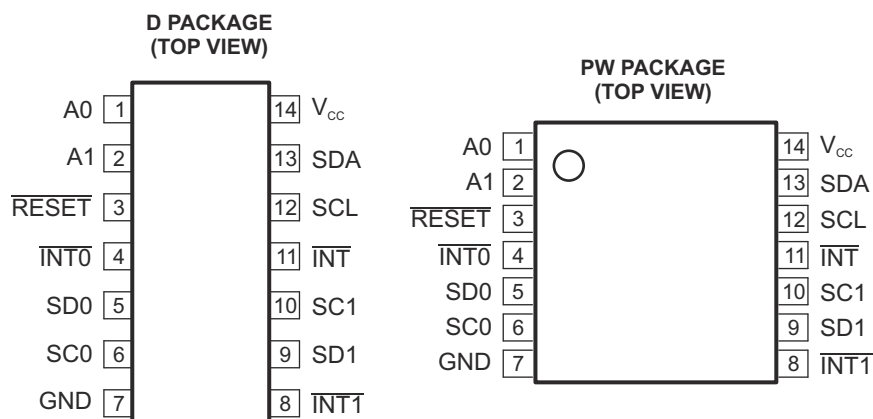 D PACKAGE
(TOP VIEW)
A0 1 14 VCC
A1 2 13 SDA
RESET 3 12 SCL
INT0 4 11 INT
SD0 5 10 SC1
SC0 6 9 SD1
GND 7 8 INT1
PW PACKAGE
(TOP VIEW)
A0 1 14 VCC
A1 2 13 SDA
RESET 3 12 SCL
INT0 4 11 INT
SD0 5 10 SC1
SC0 6 9 SD1
GND 7 8 INT1